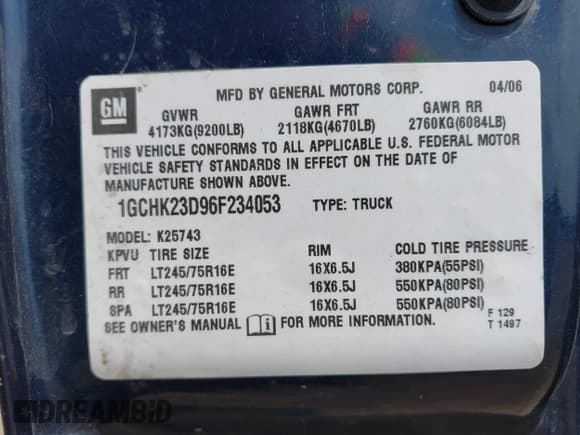 GM
MFD BY GENERAL MOTORS CORP. 04/06
GVWR GAWR FRT GAWR RR
4173KG(9200LB) 2118KG(4670LB) 2760KG(6084LB)
THIS VEHICLE CONFORMS TO ALL APPLICABLE U.S. FEDERAL MOTOR
VEHICLE SAFETY STANDARDS IN EFFECT ON THE DATE OF
MANUFACTURE SHOWN ABOVE.
1GCHK23D96F234053 TYPE: TRUCK
MODEL: K25743
KPVU TIRE SIZE RIM COLD TIRE PRESSURE
FRT LT245/75R16E 16X6.5J 380KPA(55PSI)
RR LT245/75R16E 16X6.5J 550KPA(80PSI)
SPA LT245/75R16E 16X6.5J 550KPA(80PSI)
SEE OWNER'S MANUAL i FOR MORE INFORMATION. F 129
T 1497
DREAMBID